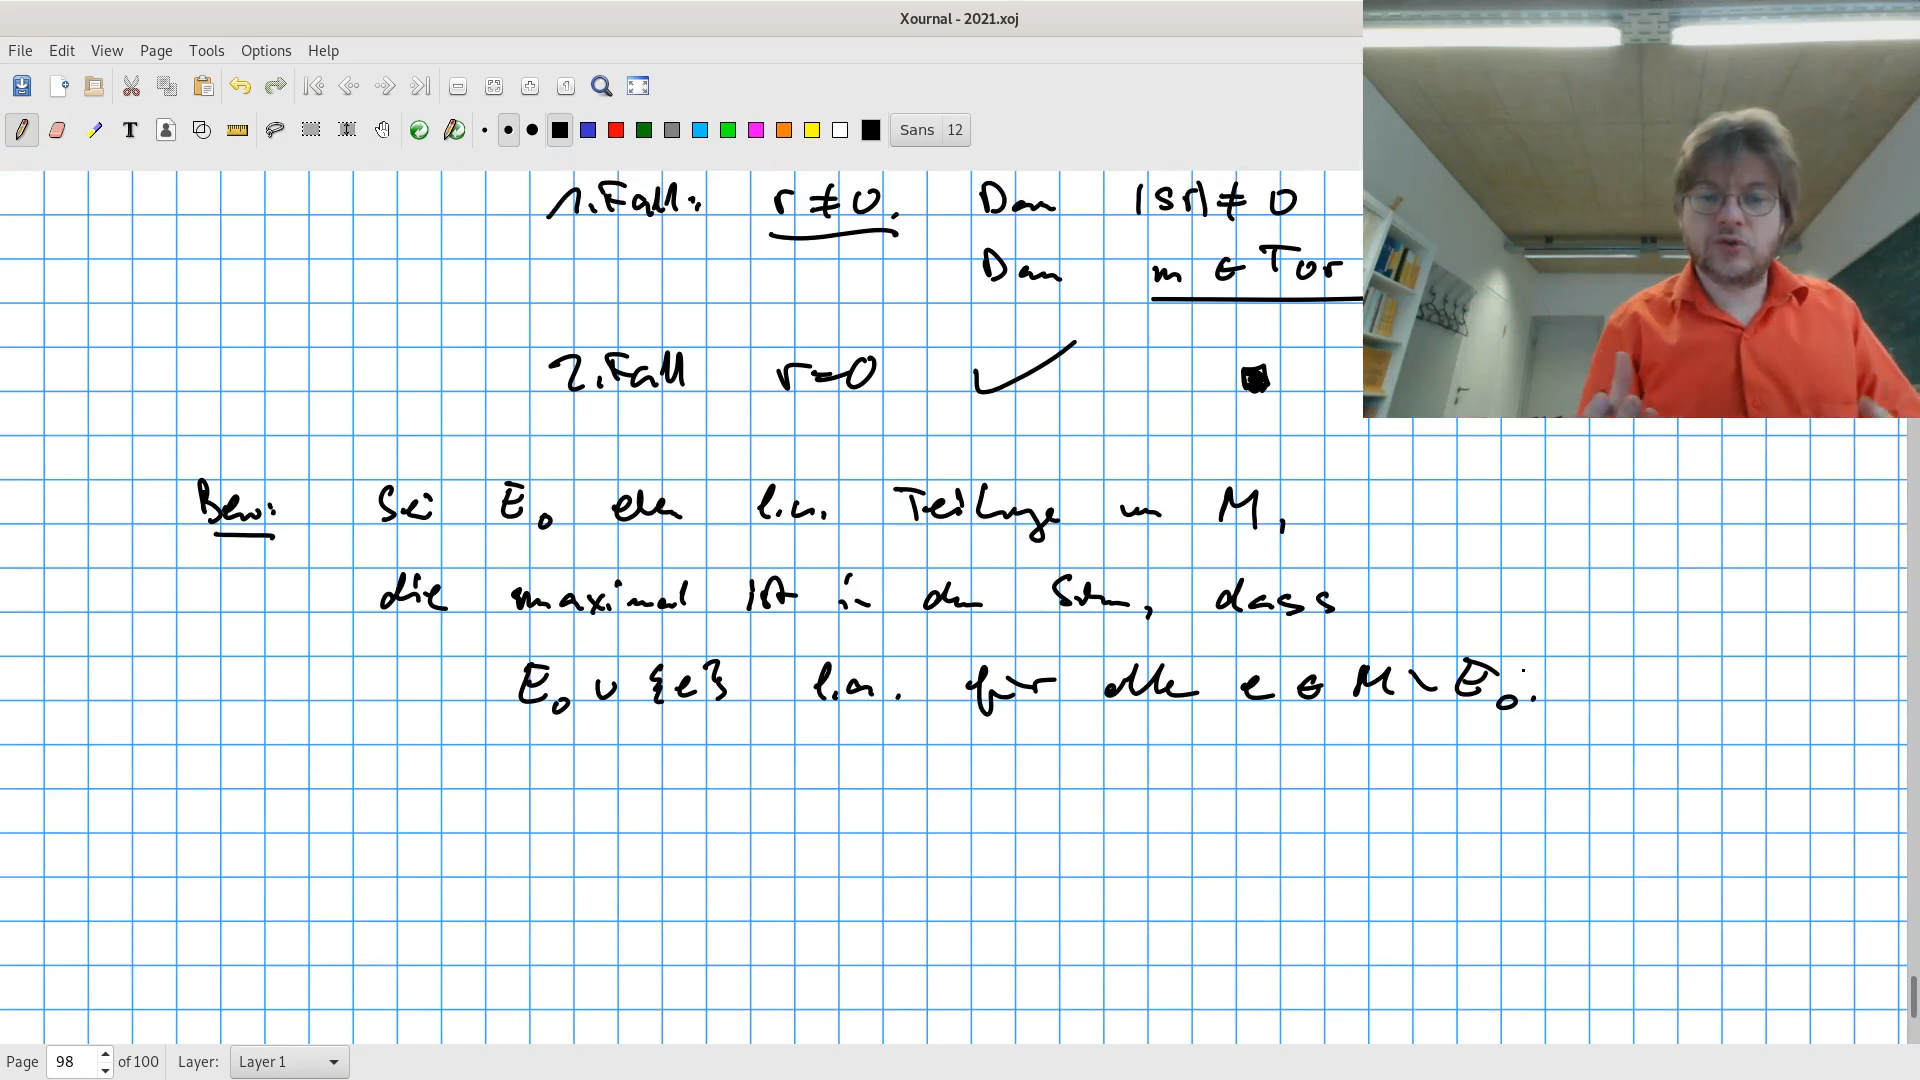 Xournal - 2021.xoj
File Edit View Page Tools Options Help
Sans 12
1. Fall: r ≠ 0. Dann |sr| ≠ 0
Dann m ∈ Tor
2. Fall r = 0 ✓ ■
Bew: Sei E₀ eine l.u. Teilmenge von M,
die maximal ist in dem Sinn, dass
E₀ ∪ {e} l.a. für alle e ∈ M \ E₀.
Page 98 of 100 Layer: Layer 1